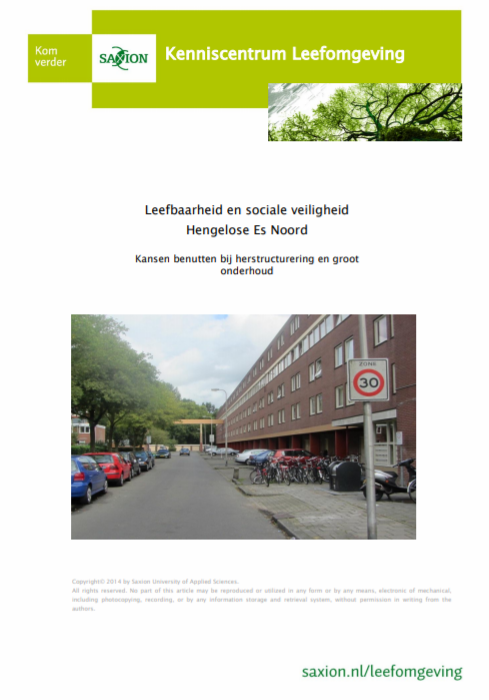 Kom
verder
SAXION
Kenniscentrum Leefomgeving
Leefbaarheid en sociale veiligheid
Hengelose Es Noord
Kansen benutten bij herstructurering en groot
onderhoud
ZONE
30
Copyright© 2014 by Saxion University of Applied Sciences.
All rights reserved. No part of this article may be reproduced or utilized in any form or by any means, electronic of mechanical,
including photocopying, recording, or by any information storage and retrieval system, without permission in writing from the
authors.
saxion.nl/leefomgeving